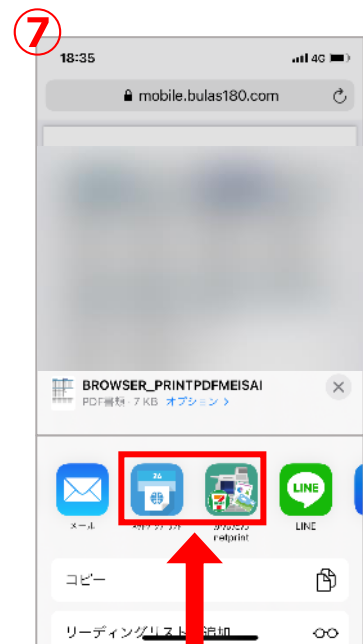 ⑦
18:35
4G
mobile.bulas180.com
BROWSER_PRINTPDFMEISAI
PDF書類・7 KB オプション >
26
LINE
メール
netprint
LINE
コピー
リーディングリスト 追加